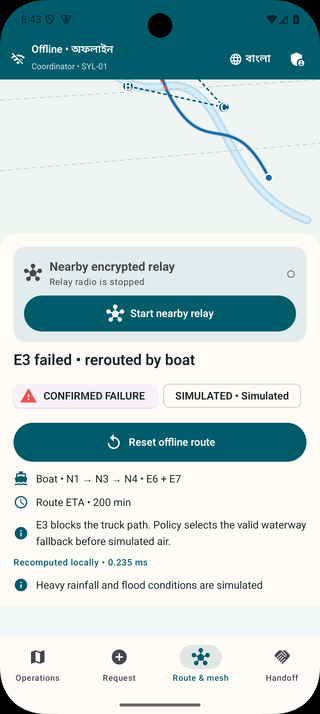 8:43
Offline • অফলাইন
Coordinator • SYL-01
বাংলা
B
C
Nearby encrypted relay
Relay radio is stopped
Start nearby relay
E3 failed • rerouted by boat
CONFIRMED FAILURE
SIMULATED • Simulated
Reset offline route
Boat • N1 → N3 → N4 • E6 + E7
Route ETA • 200 min
E3 blocks the truck path. Policy selects the valid waterway
fallback before simulated air.
Recomputed locally • 0.235 ms
Heavy rainfall and flood conditions are simulated
Operations
Request
Route & mesh
Handoff